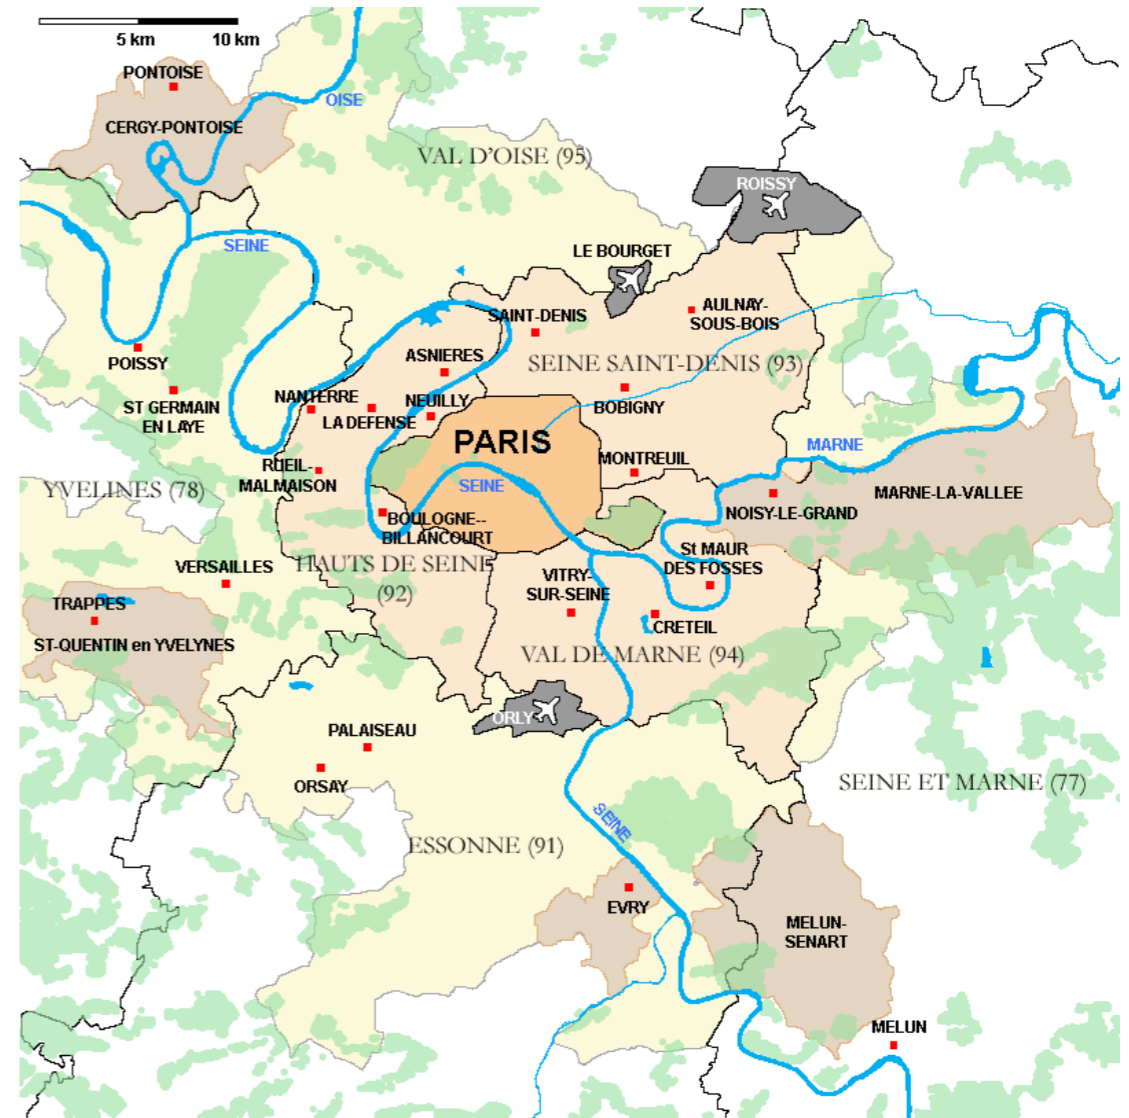 5 km 10 km
PONTOISE
OISE
CERGY-PONTOISE
VAL D'OISE (95)
ROISSY
SEINE
LE BOURGET
AULNAY-
SOUS-BOIS
SAINT-DENIS
POISSY
ASNIERES
SEINE SAINT-DENIS (93)
ST GERMAIN
EN LAYE
NANTERRE
LA DEFENSE
NEUILLY
BOBIGNY
PARIS
MARNE
RUEIL-
MALMAISON
MONTREUIL
YVELINES (78)
SEINE
MARNE-LA-VALLEE
NOISY-LE-GRAND
BOULOGNE--
BILLANCOURT
HAUTS DE SEINE
(92)
St MAUR
DES FOSSES
VERSAILLES
VITRY-
SUR-SEINE
TRAPPES
CRETEIL
ST-QUENTIN en YVELYNES
VAL DE MARNE (94)
ORLY
PALAISEAU
ORSAY
SEINE ET MARNE (77)
SEINE
ESSONNE (91)
EVRY
MELUN-
SENART
MELUN